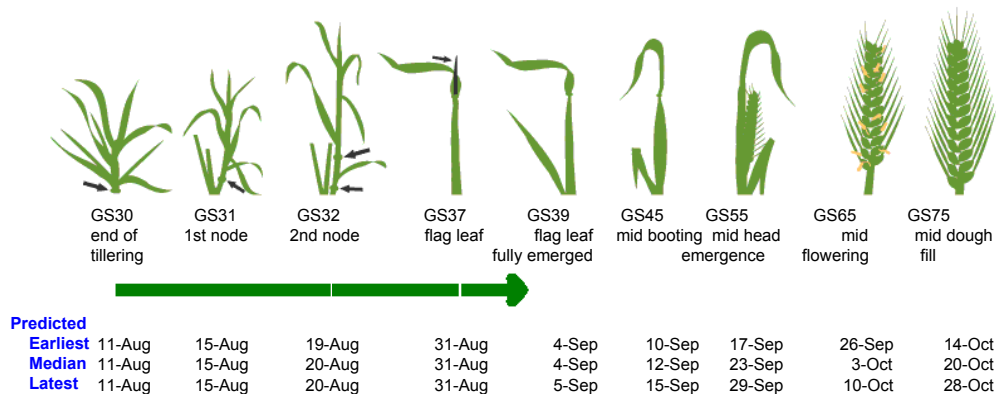 GS30 GS31 GS32 GS37 GS39 GS45 GS55 GS65 GS75
end of 1st node 2nd node flag leaf flag leaf mid booting mid head mid mid dough
tillering fully emerged emergence flowering fill
Predicted
Earliest 11-Aug 15-Aug 19-Aug 31-Aug 4-Sep 10-Sep 17-Sep 26-Sep 14-Oct
Median 11-Aug 15-Aug 20-Aug 31-Aug 4-Sep 12-Sep 23-Sep 3-Oct 20-Oct
Latest 11-Aug 15-Aug 20-Aug 31-Aug 5-Sep 15-Sep 29-Sep 10-Oct 28-Oct